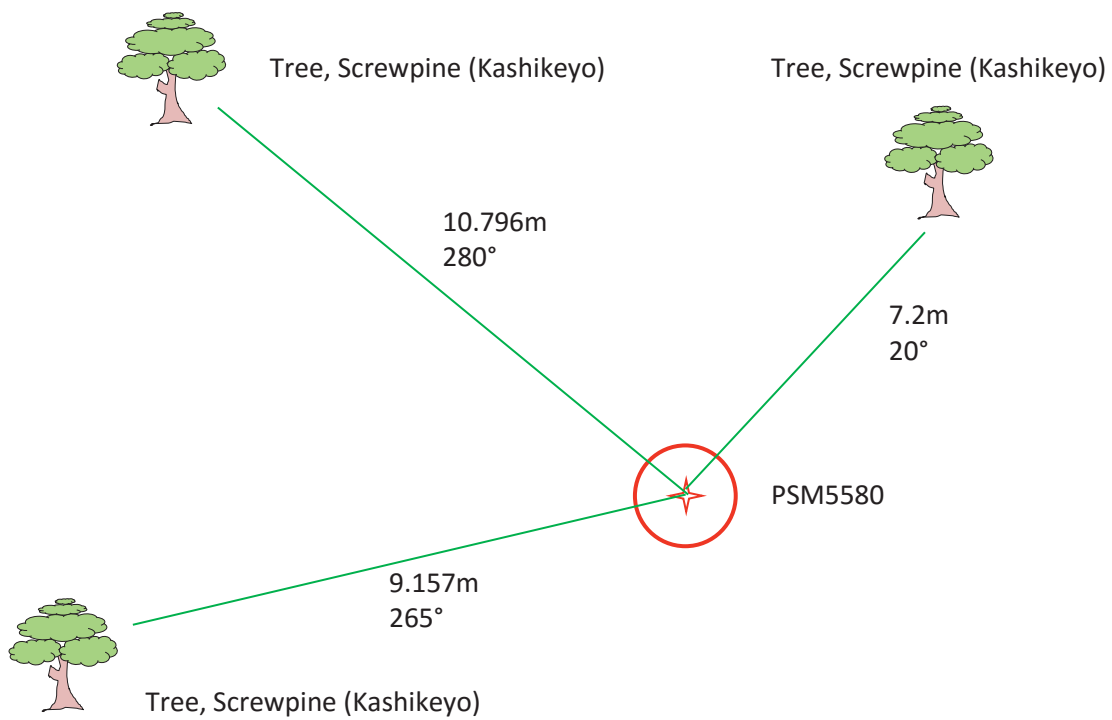 Tree, Screwpine (Kashikeyo)
Tree, Screwpine (Kashikeyo)
10.796m
280°
7.2m
20°
PSM5580
9.157m
265°
Tree, Screwpine (Kashikeyo)